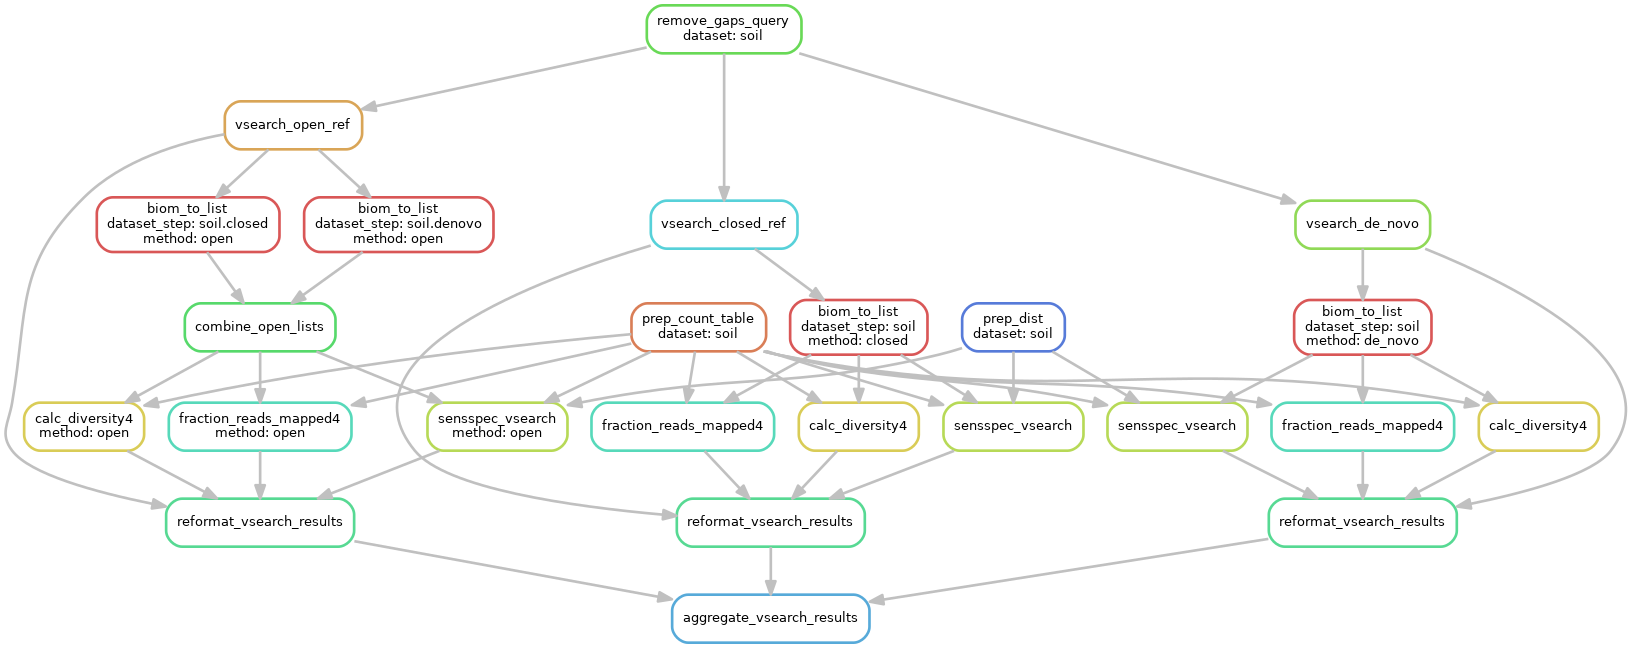 remove_gaps_query
dataset: soil
vsearch_open_ref
biom_to_list
dataset_step: soil.closed
method: open
biom_to_list
dataset_step: soil.denovo
method: open
vsearch_closed_ref
vsearch_de_novo
combine_open_lists
prep_count_table
dataset: soil
biom_to_list
dataset_step: soil
method: closed
prep_dist
dataset: soil
biom_to_list
dataset_step: soil
method: de_novo
calc_diversity4
method: open
fraction_reads_mapped4
method: open
sensspec_vsearch
method: open
fraction_reads_mapped4
calc_diversity4
sensspec_vsearch
sensspec_vsearch
fraction_reads_mapped4
calc_diversity4
reformat_vsearch_results
reformat_vsearch_results
reformat_vsearch_results
aggregate_vsearch_results